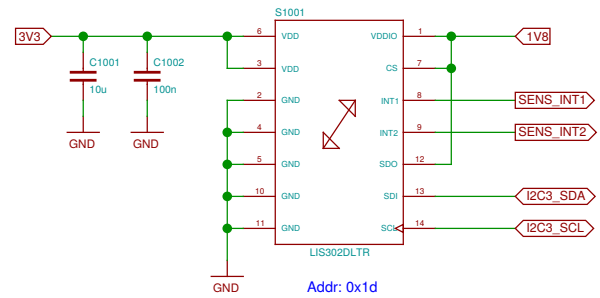 S1001
3V3
6
VDD
VDDIO
1
1V8
C1001
10u
C1002
100n
3
VDD
CS
7
2
GND
INT1
8
SENS_INT1
4
GND
INT2
9
SENS_INT2
GND
GND
5
GND
SDO
12
10
GND
SDI
13
I2C3_SDA
11
GND
SCL
14
I2C3_SCL
LIS302DLTR
GND
Addr: 0x1d